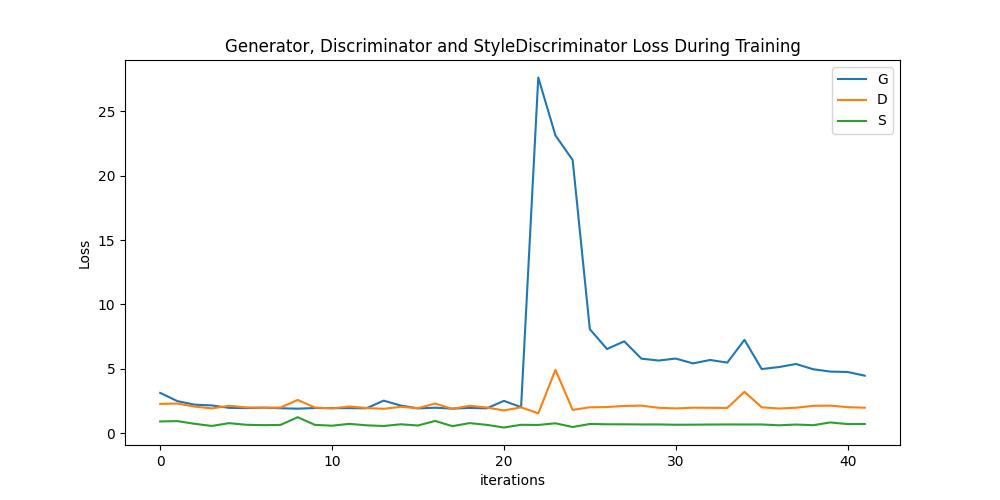 Generator, Discriminator and StyleDiscriminator Loss During Training
G
D
S
25
20
15
10
5
0
Loss
0 10 20 30 40
iterations